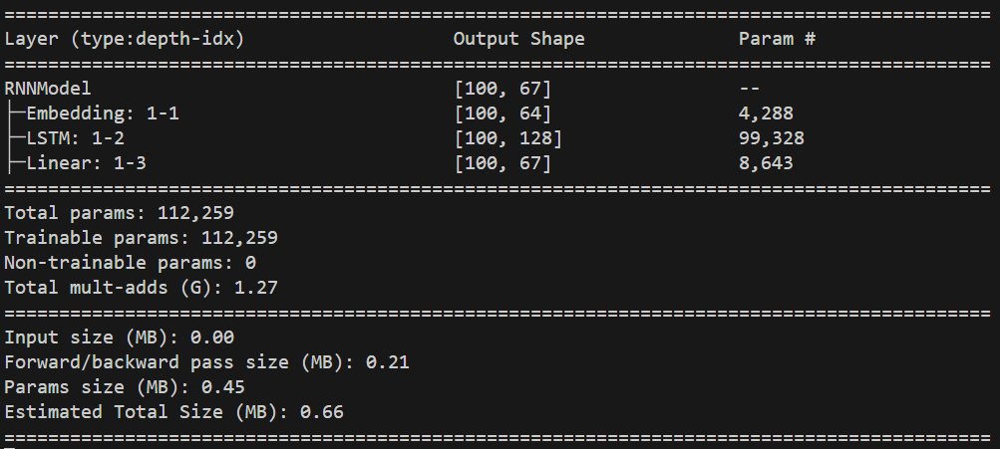 ==========================================================================================
Layer (type:depth-idx)                   Output Shape              Param #
==========================================================================================
RNNModel                                 [100, 67]                 --
├─Embedding: 1-1                         [100, 64]                 4,288
├─LSTM: 1-2                              [100, 128]                99,328
├─Linear: 1-3                            [100, 67]                 8,643
==========================================================================================
Total params: 112,259
Trainable params: 112,259
Non-trainable params: 0
Total mult-adds (G): 1.27
==========================================================================================
Input size (MB): 0.00
Forward/backward pass size (MB): 0.21
Params size (MB): 0.45
Estimated Total Size (MB): 0.66
==========================================================================================